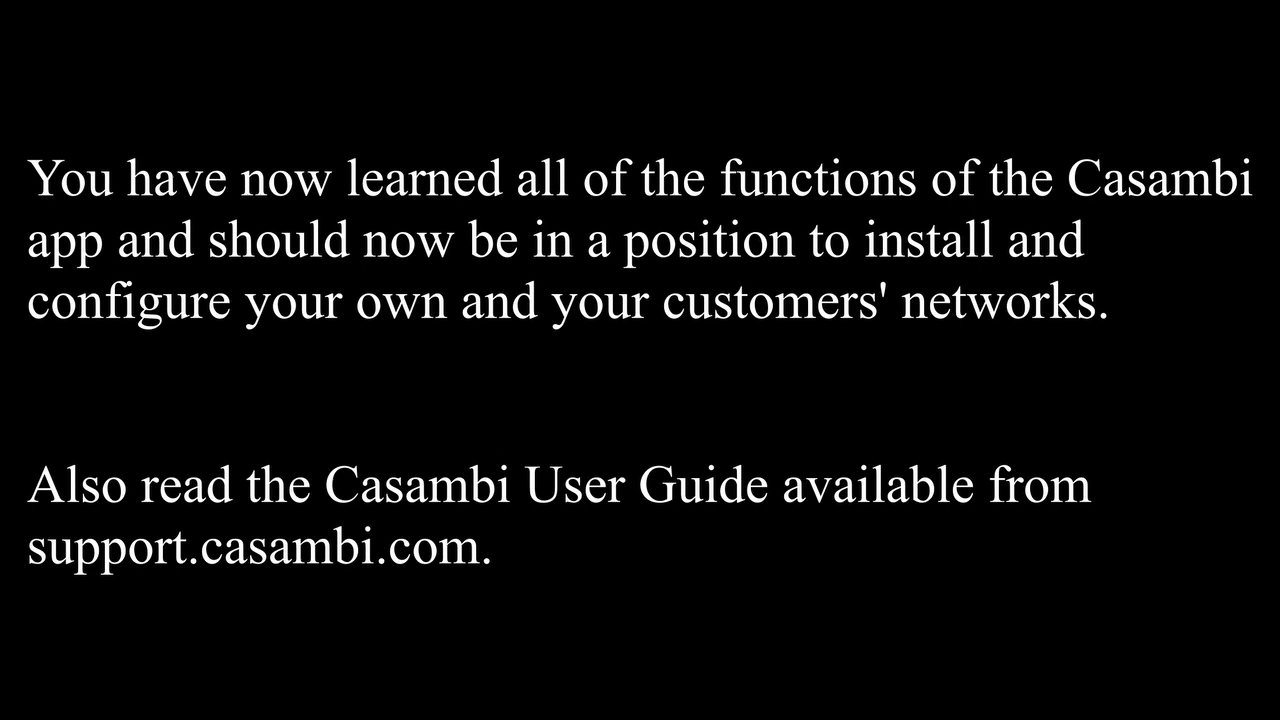 You have now learned all of the functions of the Casambi
app and should now be in a position to install and
configure your own and your customers' networks.
Also read the Casambi User Guide available from
support.casambi.com.